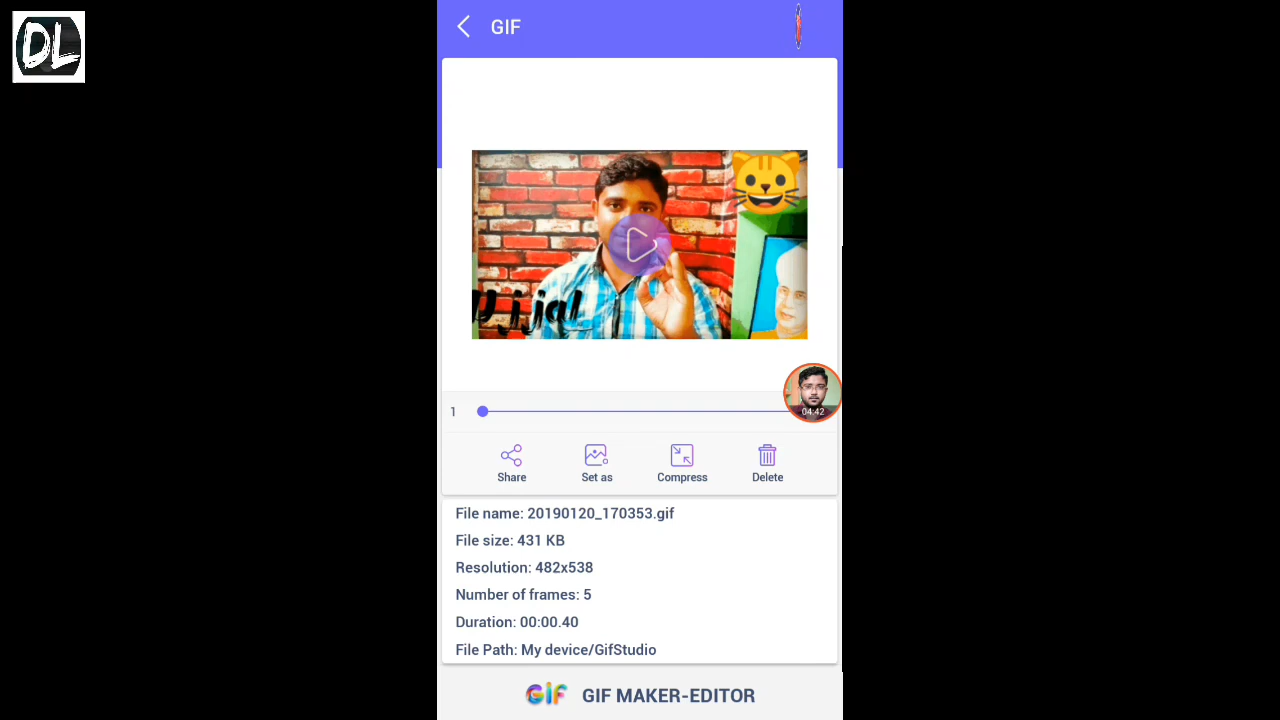 DL
GIF
04:42
1
Share
Set as
Compress
Delete
File name: 20190120_170353.gif
File size: 431 KB
Resolution: 482x538
Number of frames: 5
Duration: 00:00.40
File Path: My device/GifStudio
GIF GIF MAKER-EDITOR